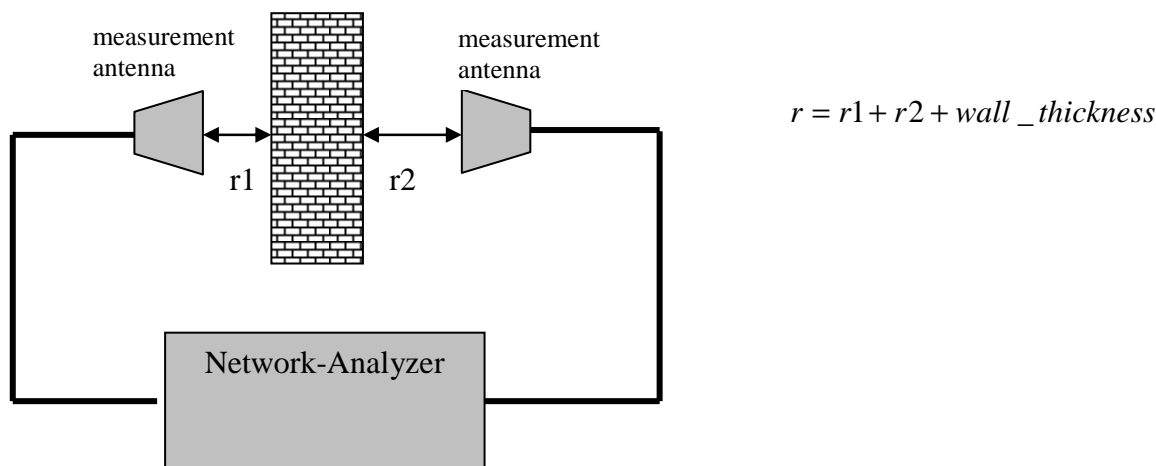 measurement
antenna
measurement
antenna
r = r1 + r2 + wall _ thickness
r1
r2
Network-Analyzer